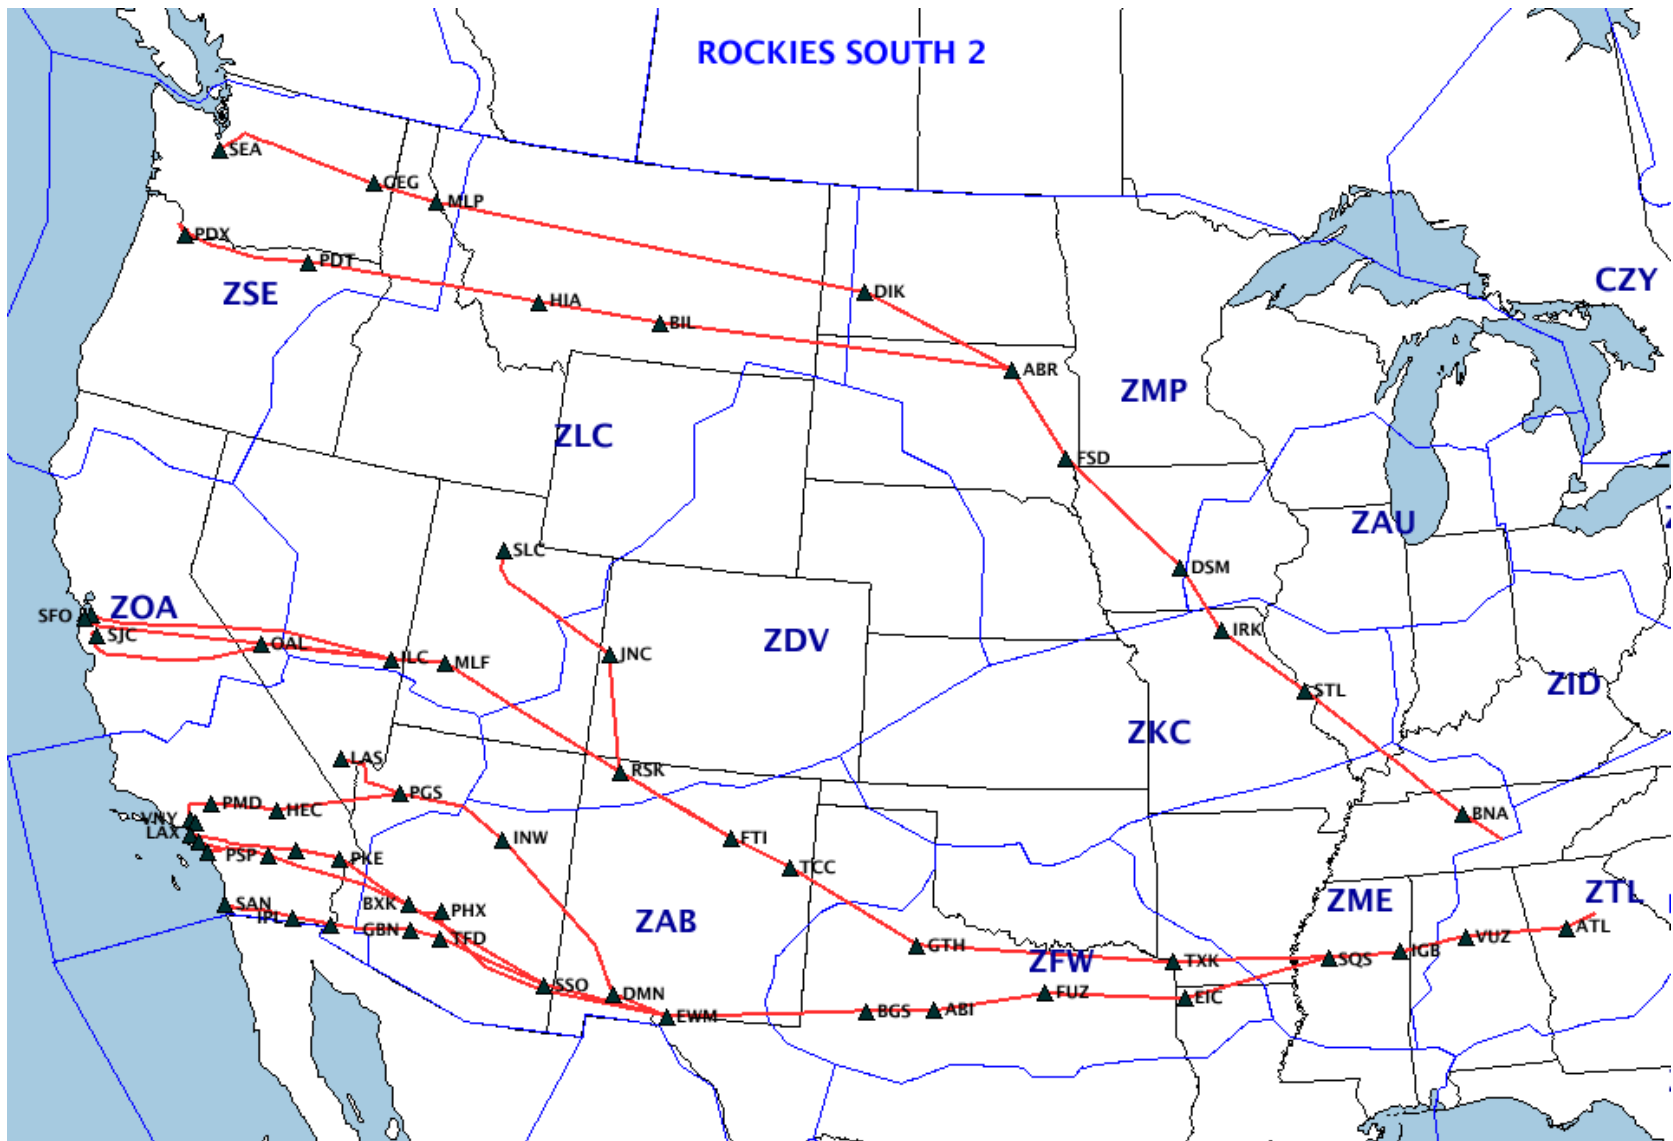 ROCKIES SOUTH 2
SEA
GEG
MLP
PDX
PDT
ZSE
HIA
BIL
DIK
CZY
ABR
ZMP
ZLC
FSD
ZAU
SLC
DSM
SFO
ZOA
SJC
OAL
ILC
MLF
JNC
ZDV
IRK
STL
ZID
ZKC
LAS
RSK
PGS
PMD
HEC
VNY
LAX
BNA
INW
FTI
PSP
PKE
TCC
SAN
IPL
BXK
PHX
GBN
TFD
ZAB
ZME
ZTL
ATL
VUZ
IGB
SQS
GTH
ZFW
TXK
SSO
DMN
EWM
BGS
ABI
FUZ
EIC